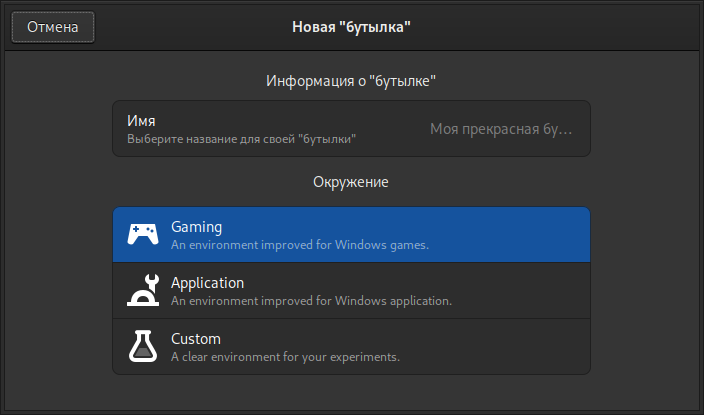 Отмена
Новая "бутылка"
Информация о "бутылке"
Имя
Выберите название для своей "бутылки"
Моя прекрасная бу...
Окружение
Gaming
An environment improved for Windows games.
Application
An environment improved for Windows application.
Custom
A clear environment for your experiments.